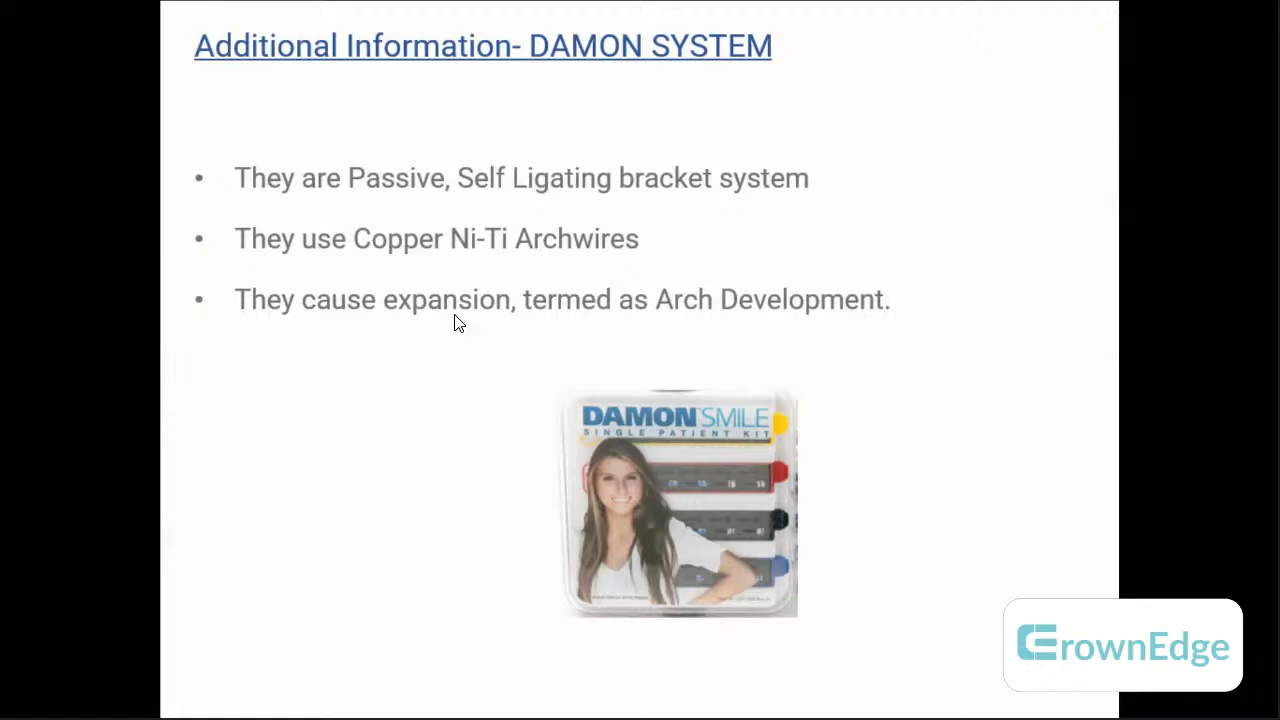 Additional Information- DAMON SYSTEM
• They are Passive, Self Ligating bracket system
• They use Copper Ni-Ti Archwires
• They cause expansion, termed as Arch Development.
DAMON SMILE
SINGLE PATIENT KIT
CrownEdge